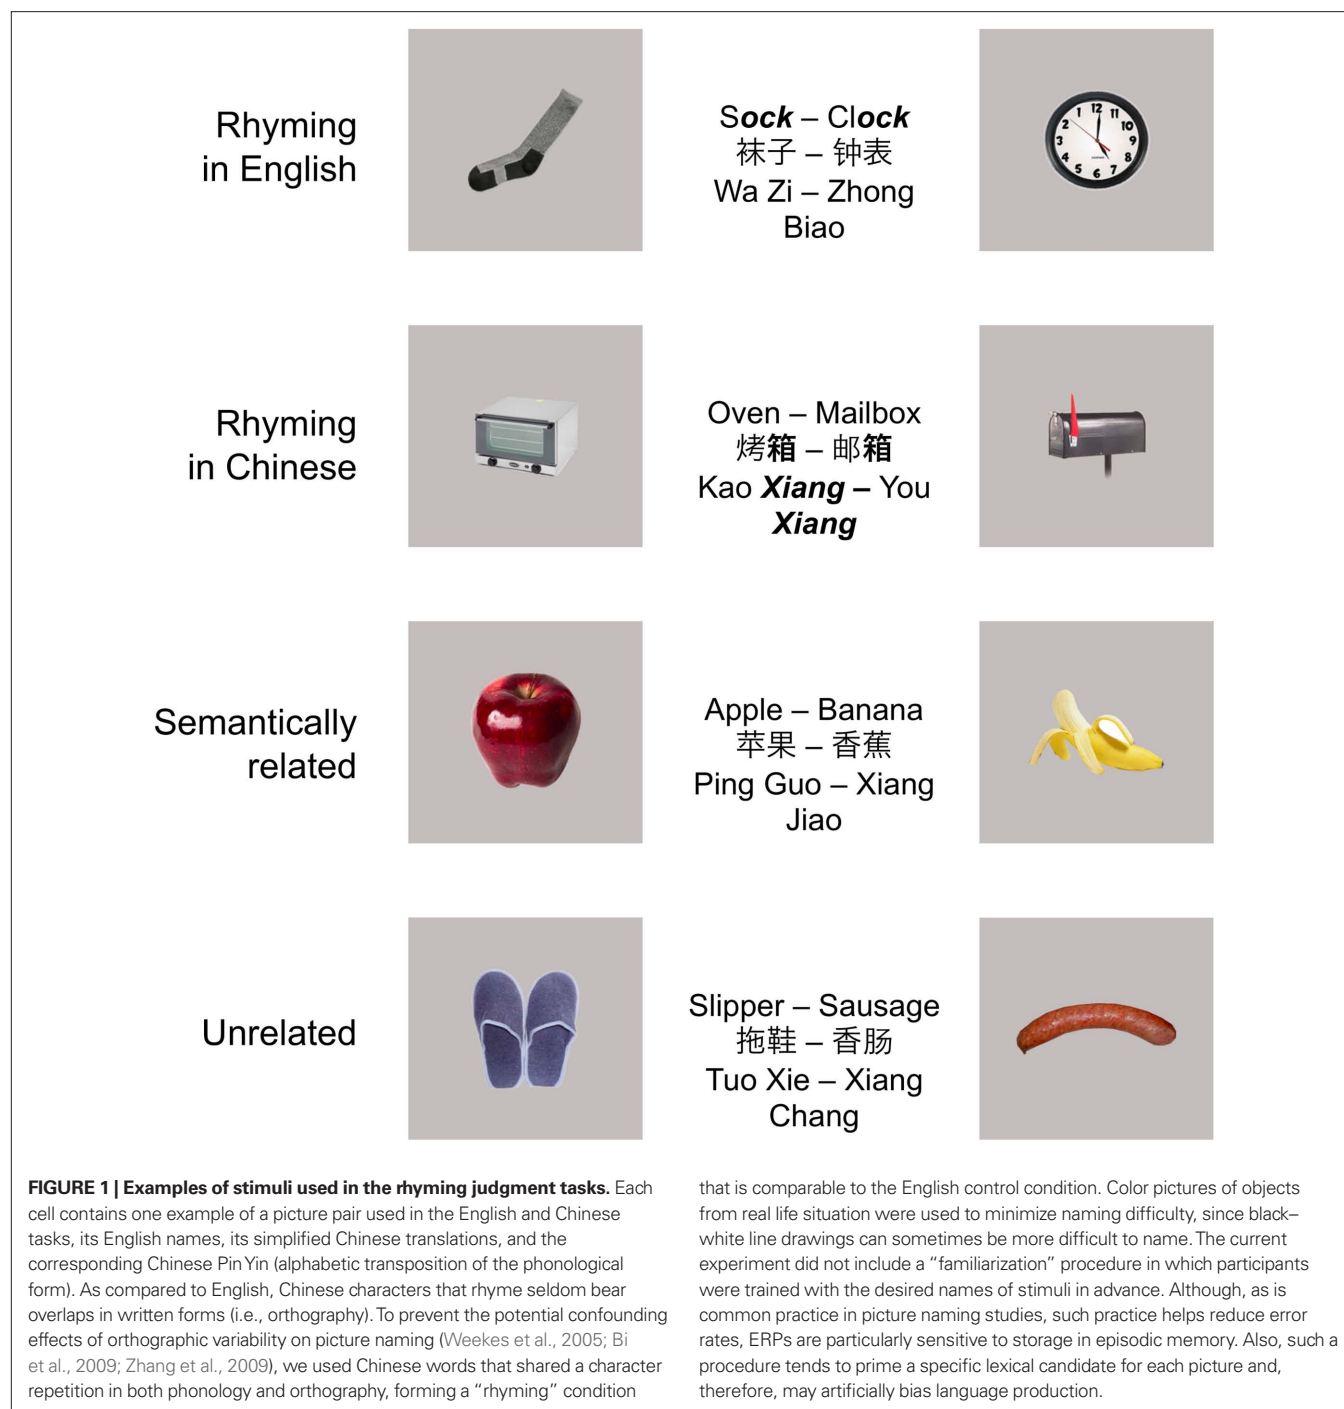 Rhyming
in English
Sock – Clock
袜子 – 钟表
Wa Zi – Zhong
Biao
12
11
10
9
8
7
6
5
4
3
2
1
Rhyming
in Chinese
Oven – Mailbox
烤箱 – 邮箱
Kao Xiang – You
Xiang
Semantically
related
Apple – Banana
苹果 – 香蕉
Ping Guo – Xiang
Jiao
Unrelated
Slipper – Sausage
拖鞋 – 香肠
Tuo Xie – Xiang
Chang
FIGURE 1 | Examples of stimuli used in the rhyming judgment tasks. Each
cell contains one example of a picture pair used in the English and Chinese
tasks, its English names, its simplified Chinese translations, and the
corresponding Chinese Pin Yin (alphabetic transposition of the phonological
form). As compared to English, Chinese characters that rhyme seldom bear
overlaps in written forms (i.e., orthography). To prevent the potential confounding
effects of orthographic variability on picture naming (Weekes et al., 2005; Bi
et al., 2009; Zhang et al., 2009), we used Chinese words that shared a character
repetition in both phonology and orthography, forming a “rhyming” condition
that is comparable to the English control condition. Color pictures of objects
from real life situation were used to minimize naming difficulty, since black–
white line drawings can sometimes be more difficult to name. The current
experiment did not include a “familiarization” procedure in which participants
were trained with the desired names of stimuli in advance. Although, as is
common practice in picture naming studies, such practice helps reduce error
rates, ERPs are particularly sensitive to storage in episodic memory. Also, such a
procedure tends to prime a specific lexical candidate for each picture and,
therefore, may artificially bias language production.